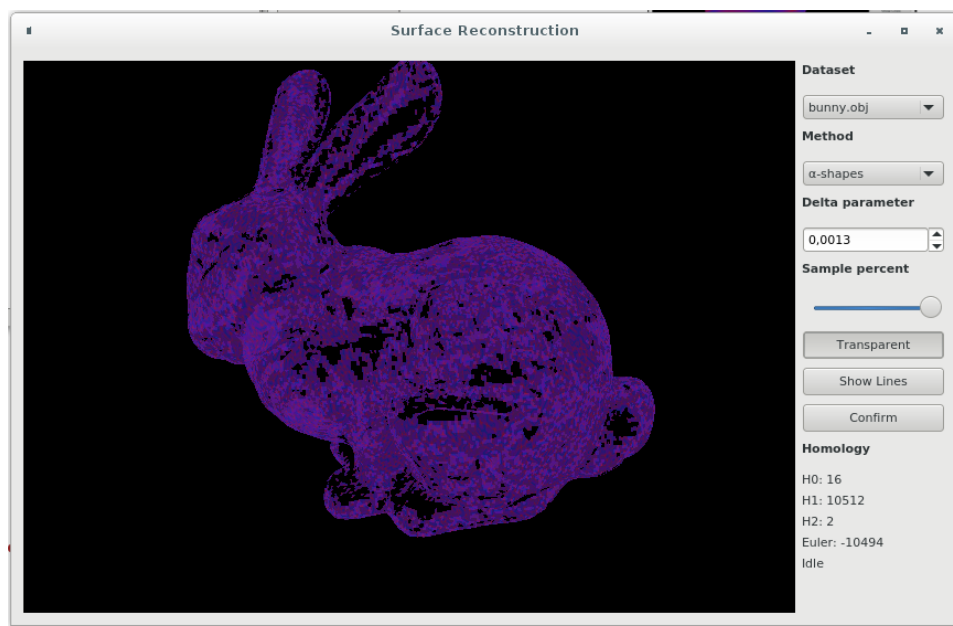 Surface Reconstruction
Dataset
bunny.obj
Method
α-shapes
Delta parameter
0,0013
Sample percent
Transparent
Show Lines
Confirm
Homology
H0: 16
H1: 10512
H2: 2
Euler: -10494
Idle